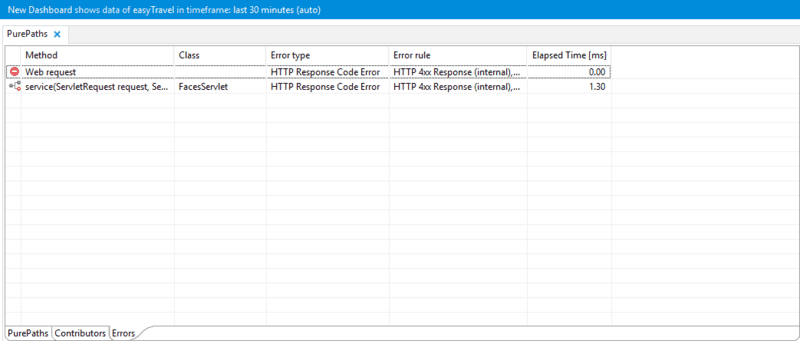 New Dashboard shows data of easyTravel in timeframe: last 30 minutes (auto)
PurePaths
Method Class Error type Error rule Elapsed Time [ms]
Web request HTTP Response Code Error HTTP 4xx Response (internal),... 0.00
service(ServletRequest request, Se... FacesServlet HTTP Response Code Error HTTP 4xx Response (internal),... 1.30
PurePaths Contributors Errors